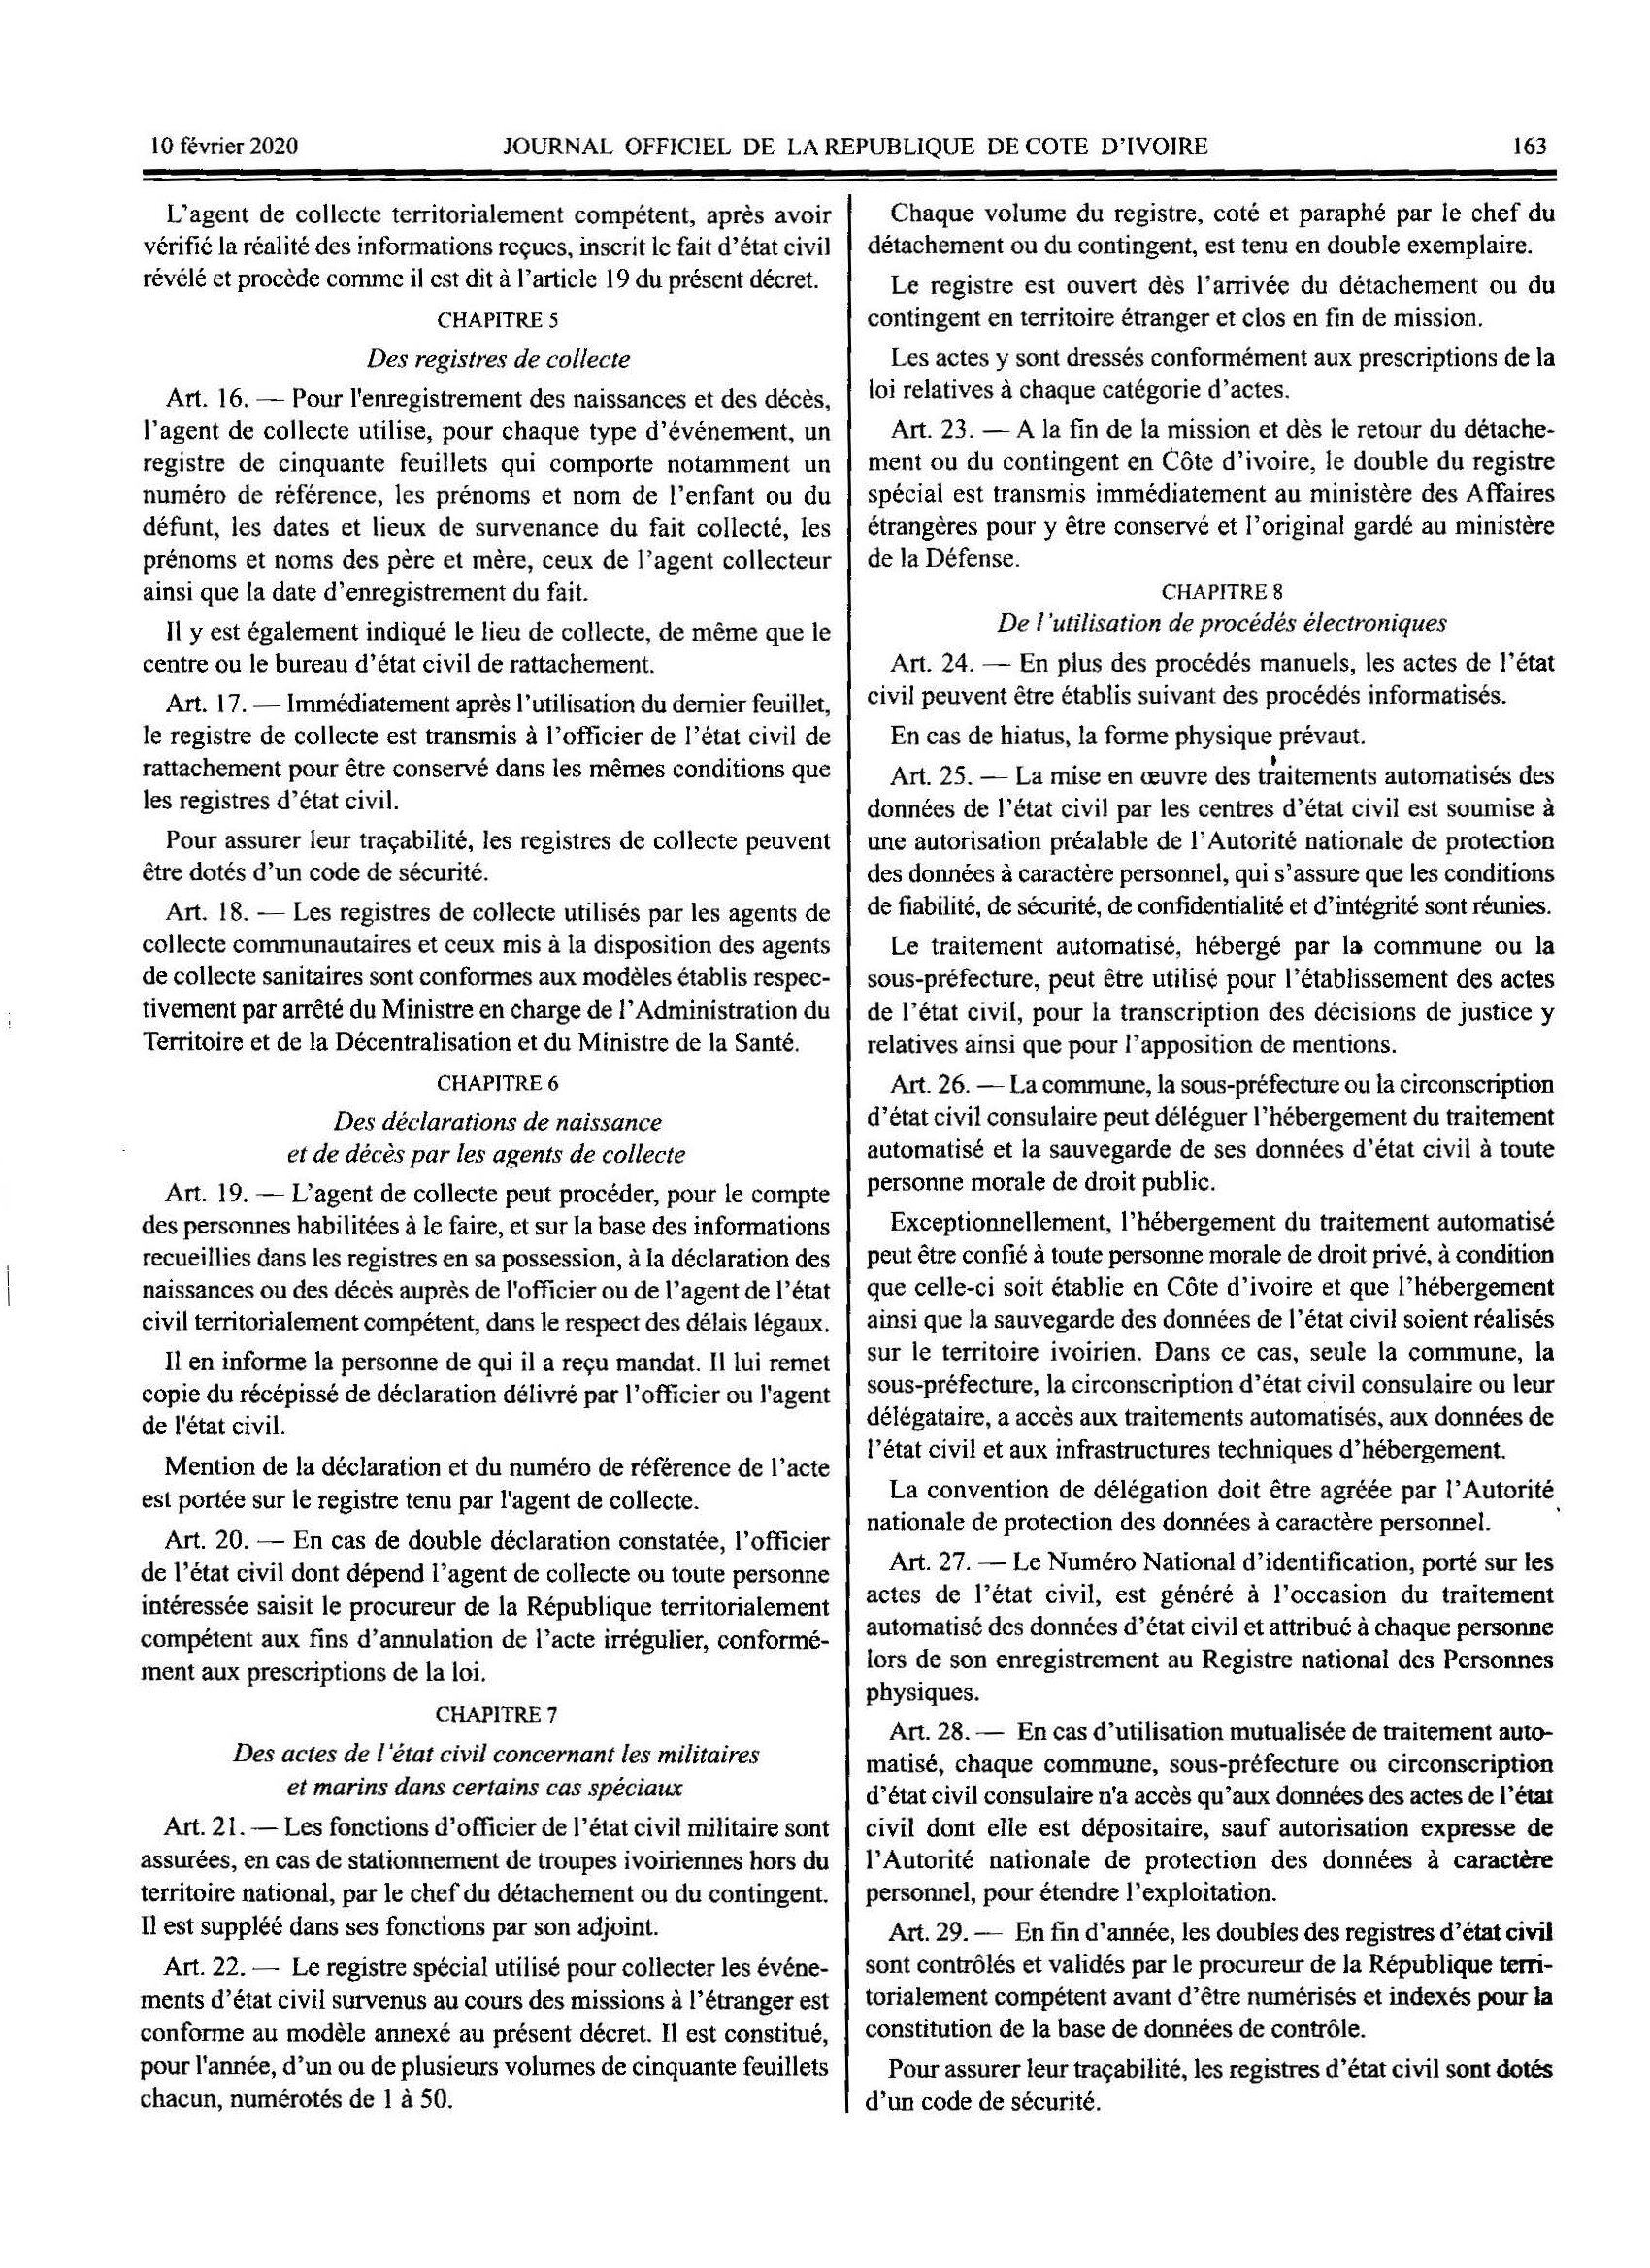 10 février 2020
JOURNAL OFFICIEL DE LA REPUBLIQUE DE COTE D'IVOIRE
163
L'agent de collecte territorialement compétent, après avoir
vérifié la réalité des informations reçues, inscrit le fait d'état civil
révélé et procède comme il est dit à l'article 19 du présent décret.
CHAPITRE 5
Des registres de collecte
Art. 16. — Pour l'enregistrement des naissances et des décès,
l'agent de collecte utilise, pour chaque type d'événement, un
registre de cinquante feuillets qui comporte notamment un
numéro de référence, les prénoms et nom de l'enfant ou du
défunt, les dates et lieux de survenance du fait collecté, les
prénoms et noms des père et mère, ceux de l'agent collecteur
ainsi que la date d'enregistrement du fait.
Il y est également indiqué le lieu de collecte, de même que le
centre ou le bureau d'état civil de rattachement.
Art. 17. — Immédiatement après l'utilisation du dernier feuillet,
le registre de collecte est transmis à l'officier de l'état civil de
rattachement pour être conservé dans les mêmes conditions que
les registres d'état civil.
Pour assurer leur traçabilité, les registres de collecte peuvent
être dotés d'un code de sécurité.
Art. 18. — Les registres de collecte utilisés par les agents de
collecte communautaires et ceux mis à la disposition des agents
de collecte sanitaires sont conformes aux modèles établis respec-
tivement par arrêté du Ministre en charge de l'Administration du
Territoire et de la Décentralisation et du Ministre de la Santé.
CHAPITRE 6
Des déclarations de naissance
et de décès par les agents de collecte
Art. 19. — L'agent de collecte peut procéder, pour le compte
des personnes habilitées à le faire, et sur la base des informations
recueillies dans les registres en sa possession, à la déclaration des
naissances ou des décès auprès de l'officier ou de l'agent de l'état
civil territorialement compétent, dans le respect des délais légaux.
Il en informe la personne de qui il a reçu mandat. Il lui remet
copie du récépissé de déclaration délivré par l'officier ou l'agent
de l'état civil.
Mention de la déclaration et du numéro de référence de l'acte
est portée sur le registre tenu par l'agent de collecte.
Art. 20. — En cas de double déclaration constatée, l'officier
de l'état civil dont dépend l'agent de collecte ou toute personne
intéressée saisit le procureur de la République territorialement
compétent aux fins d'annulation de l'acte irrégulier, conformé-
ment aux prescriptions de la loi.
CHAPITRE 7
Des actes de l'état civil concernant les militaires
et marins dans certains cas spéciaux
Art. 21. — Les fonctions d'officier de l'état civil militaire sont
assurées, en cas de stationnement de troupes ivoiriennes hors du
territoire national, par le chef du détachement ou du contingent.
Il est suppléé dans ses fonctions par son adjoint.
Art. 22. — Le registre spécial utilisé pour collecter les événe-
ments d'état civil survenus au cours des missions à l'étranger est
conforme au modèle annexé au présent décret. Il est constitué,
pour l'année, d'un ou de plusieurs volumes de cinquante feuillets
chacun, numérotés de 1 à 50.
Chaque volume du registre, coté et paraphé par le chef du
détachement ou du contingent, est tenu en double exemplaire.
Le registre est ouvert dès l'arrivée du détachement ou du
contingent en territoire étranger et clos en fin de mission.
Les actes y sont dressés conformément aux prescriptions de la
loi relatives à chaque catégorie d'actes.
Art. 23. — A la fin de la mission et dès le retour du détache-
ment ou du contingent en Côte d'ivoire, le double du registre
spécial est transmis immédiatement au ministère des Affaires
étrangères pour y être conservé et l'original gardé au ministère
de la Défense.
CHAPITRE 8
De l'utilisation de procédés électroniques
Art. 24. — En plus des procédés manuels, les actes de l'état
civil peuvent être établis suivant des procédés informatisés.
En cas de hiatus, la forme physique prévaut.
Art. 25. — La mise en œuvre des traitements automatisés des
données de l'état civil par les centres d'état civil est soumise à
une autorisation préalable de l'Autorité nationale de protection
des données à caractère personnel, qui s'assure que les conditions
de fiabilité, de sécurité, de confidentialité et d'intégrité sont réunies.
Le traitement automatisé, hébergé par la commune ou la
sous-préfecture, peut être utilisé pour l'établissement des actes
de l'état civil, pour la transcription des décisions de justice y
relatives ainsi que pour l'apposition de mentions.
Art. 26. — La commune, la sous-préfecture ou la circonscription
d'état civil consulaire peut déléguer l'hébergement du traitement
automatisé et la sauvegarde de ses données d'état civil à toute
personne morale de droit public.
Exceptionnellement, l'hébergement du traitement automatisé
peut être confié à toute personne morale de droit privé, à condition
que celle-ci soit établie en Côte d'ivoire et que l'hébergement
ainsi que la sauvegarde des données de l'état civil soient réalisés
sur le territoire ivoirien. Dans ce cas, seule la commune, la
sous-préfecture, la circonscription d'état civil consulaire ou leur
délégataire, a accès aux traitements automatisés, aux données de
l'état civil et aux infrastructures techniques d'hébergement.
La convention de délégation doit être agréée par l'Autorité
nationale de protection des données à caractère personnel.
Art. 27. — Le Numéro National d'identification, porté sur les
actes de l'état civil, est généré à l'occasion du traitement
automatisé des données d'état civil et attribué à chaque personne
lors de son enregistrement au Registre national des Personnes
physiques.
Art. 28. — En cas d'utilisation mutualisée de traitement auto-
matisé, chaque commune, sous-préfecture ou circonscription
d'état civil consulaire n'a accès qu'aux données des actes de l'état
civil dont elle est dépositaire, sauf autorisation expresse de
l'Autorité nationale de protection des données à caractère
personnel, pour étendre l'exploitation.
Art. 29. — En fin d'année, les doubles des registres d'état civil
sont contrôlés et validés par le procureur de la République terri-
torialement compétent avant d'être numérisés et indexés pour la
constitution de la base de données de contrôle.
Pour assurer leur traçabilité, les registres d'état civil sont dotés
d'un code de sécurité.